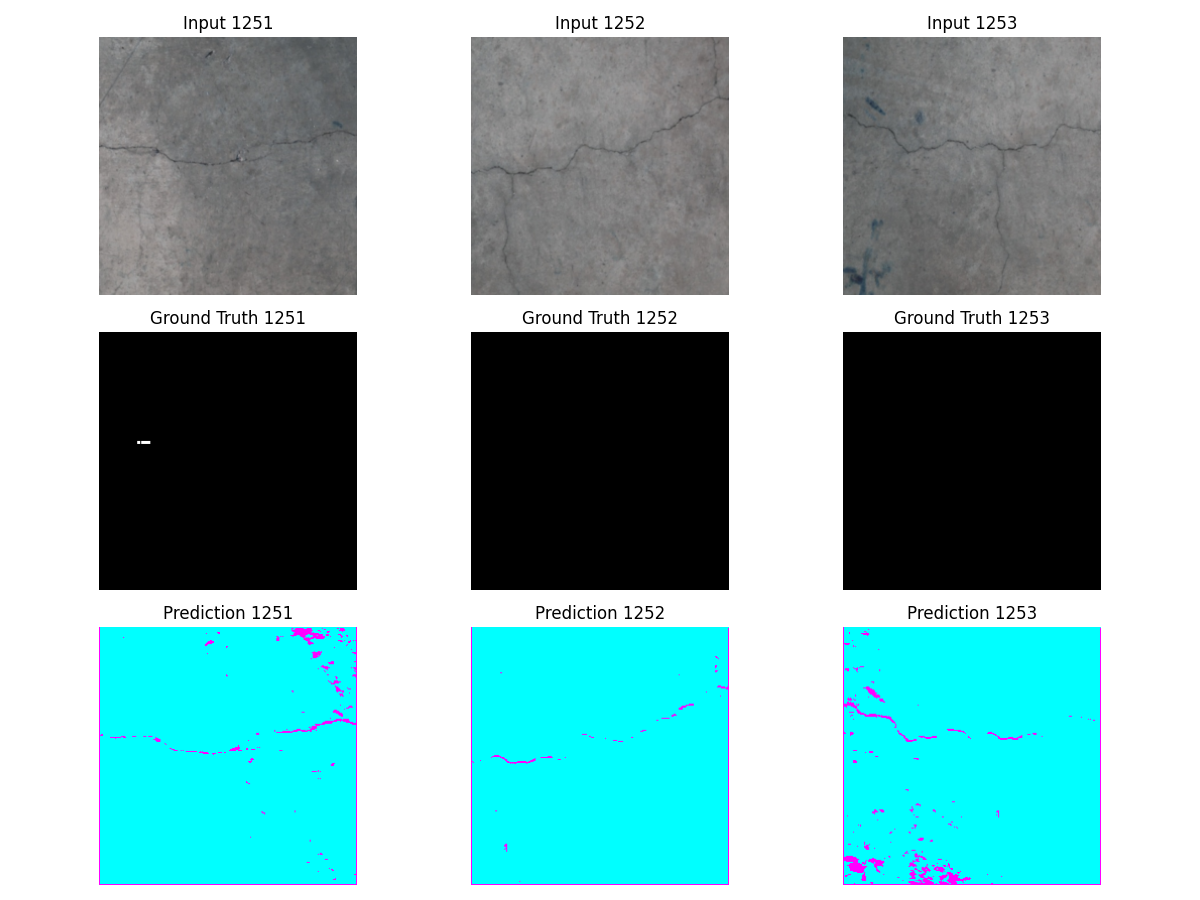 Input 1251
Input 1252
Input 1253
Ground Truth 1251
Ground Truth 1252
Ground Truth 1253
Prediction 1251
Prediction 1252
Prediction 1253